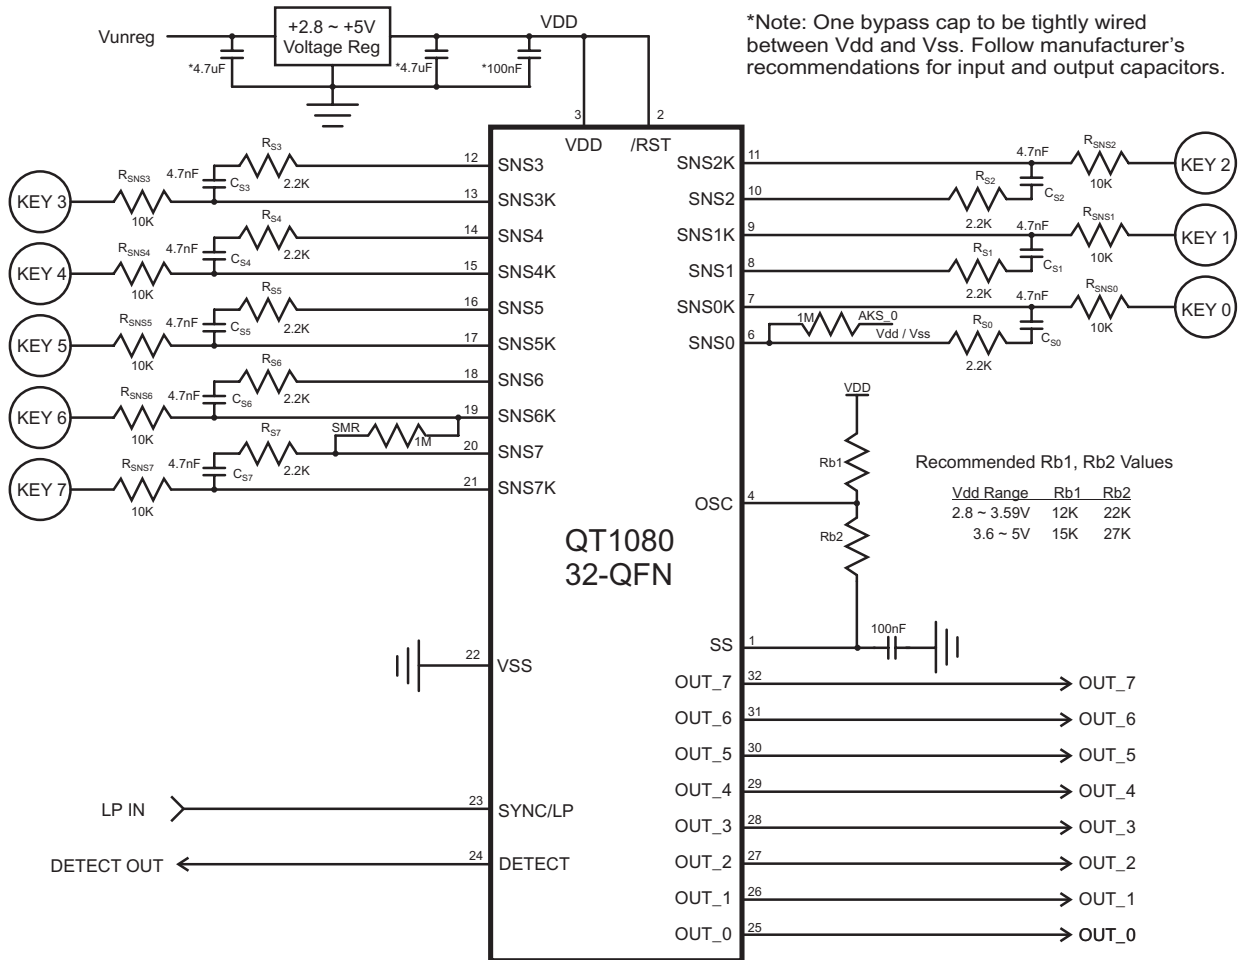 Vunreg
+2.8 ~ +5V
Voltage Reg
VDD
*4.7uF
*4.7uF
*100nF
*Note: One bypass cap to be tightly wired
between Vdd and Vss. Follow manufacturer's
recommendations for input and output capacitors.
3
2
VDD
/RST
KEY 3
RSNS3
10K
4.7nF
CS3
RS3
2.2K
12
SNS3
13
SNS3K
KEY 4
RSNS4
10K
4.7nF
CS4
RS4
2.2K
14
SNS4
15
SNS4K
KEY 5
RSNS5
10K
4.7nF
CS5
RS5
2.2K
16
SNS5
17
SNS5K
KEY 6
RSNS6
10K
4.7nF
CS6
RS6
2.2K
18
SNS6
19
SNS6K
SMR
1M
KEY 7
RSNS7
10K
4.7nF
CS7
RS7
2.2K
20
SNS7
21
SNS7K
SNS2K
11
4.7nF
RSNS2
10K
KEY 2
SNS2
10
RS2
2.2K
CS2
SNS1K
9
4.7nF
RSNS1
10K
KEY 1
SNS1
8
RS1
2.2K
CS1
SNS0K
7
4.7nF
RSNS0
10K
KEY 0
1M
AKS_0
Vdd / Vss
SNS0
6
RS0
2.2K
CS0
VDD
Rb1
OSC
4
Rb2
Recommended Rb1, Rb2 Values
Vdd Range Rb1 Rb2
2.8 ~ 3.59V 12K 22K
3.6 ~ 5V 15K 27K
QT1080
32-QFN
SS
1
100nF
22
VSS
OUT_7 32 OUT_7
OUT_6 31 OUT_6
OUT_5 30 OUT_5
OUT_4 29 OUT_4
OUT_3 28 OUT_3
OUT_2 27 OUT_2
OUT_1 26 OUT_1
OUT_0 25 OUT_0
LP IN
23
SYNC/LP
DETECT OUT
24
DETECT